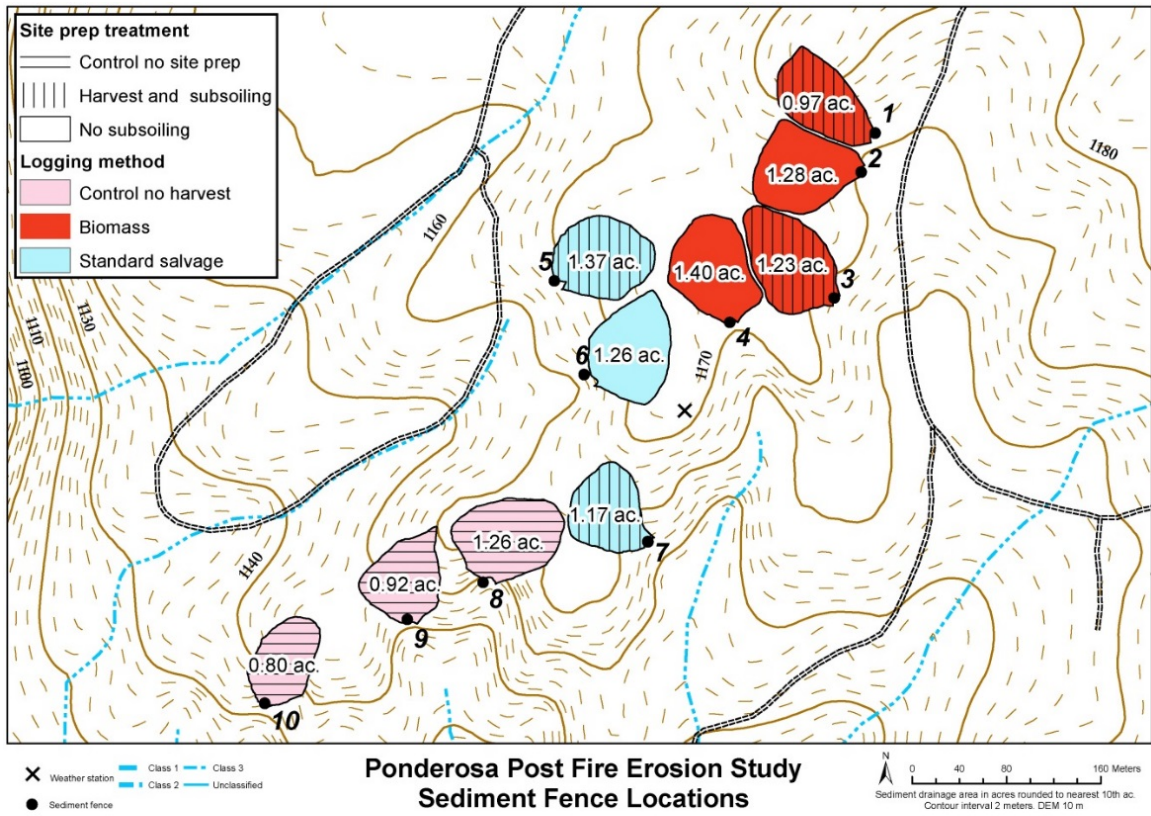 Site prep treatment
Control no site prep
Harvest and subsoiling
No subsoiling
Logging method
Control no harvest
Biomass
Standard salvage
0.97 ac.
1
1180
2
1.28 ac.
1160
5
1.37 ac.
1.40 ac.
1.23 ac.
3
4
1130
1110
1100
6
1.26 ac.
1170
1.17 ac.
7
1.26 ac.
8
1140
0.92 ac.
9
0.80 ac.
10
Weather station
Sediment fence
Class 1
Class 2
Class 3
Unclassified
Ponderosa Post Fire Erosion Study
Sediment Fence Locations
N
0 40 80 160 Meters
Sediment drainage area in acres rounded to nearest 10th ac.
Contour interval 2 meters. DEM 10 m